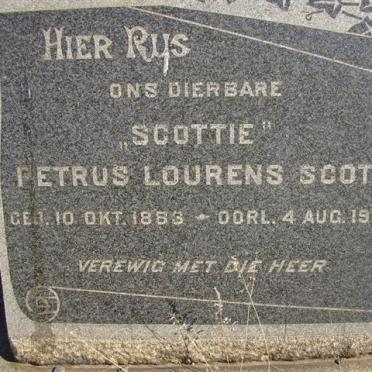 HIER RUS
ONS DIERBARE
„SCOTTIE"
PETRUS LOURENS SCOT
GEB. 10 OKT. 1883 - OORL. 4 AUG. 19
VEREWIG MET DIE HEER